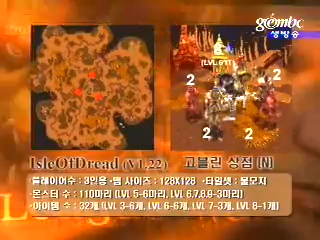 gembc
생방송
(LVL 6)1T
2
2
2
8
IsleOfDread (V1.22)
고블린 상점 (N)
·플레이어수 : 3인용 ·맵 사이즈 : 128X128 ·타일셋 : 불모지
·몬스터 수 : 110마리 (LVL 5-6마리, LVL 6,7,8,9-3마리)
·아이템 수 : 32개, (LVL 3-6개, LVL 6-6개, LVL 7-3개, LVL 8-1개)